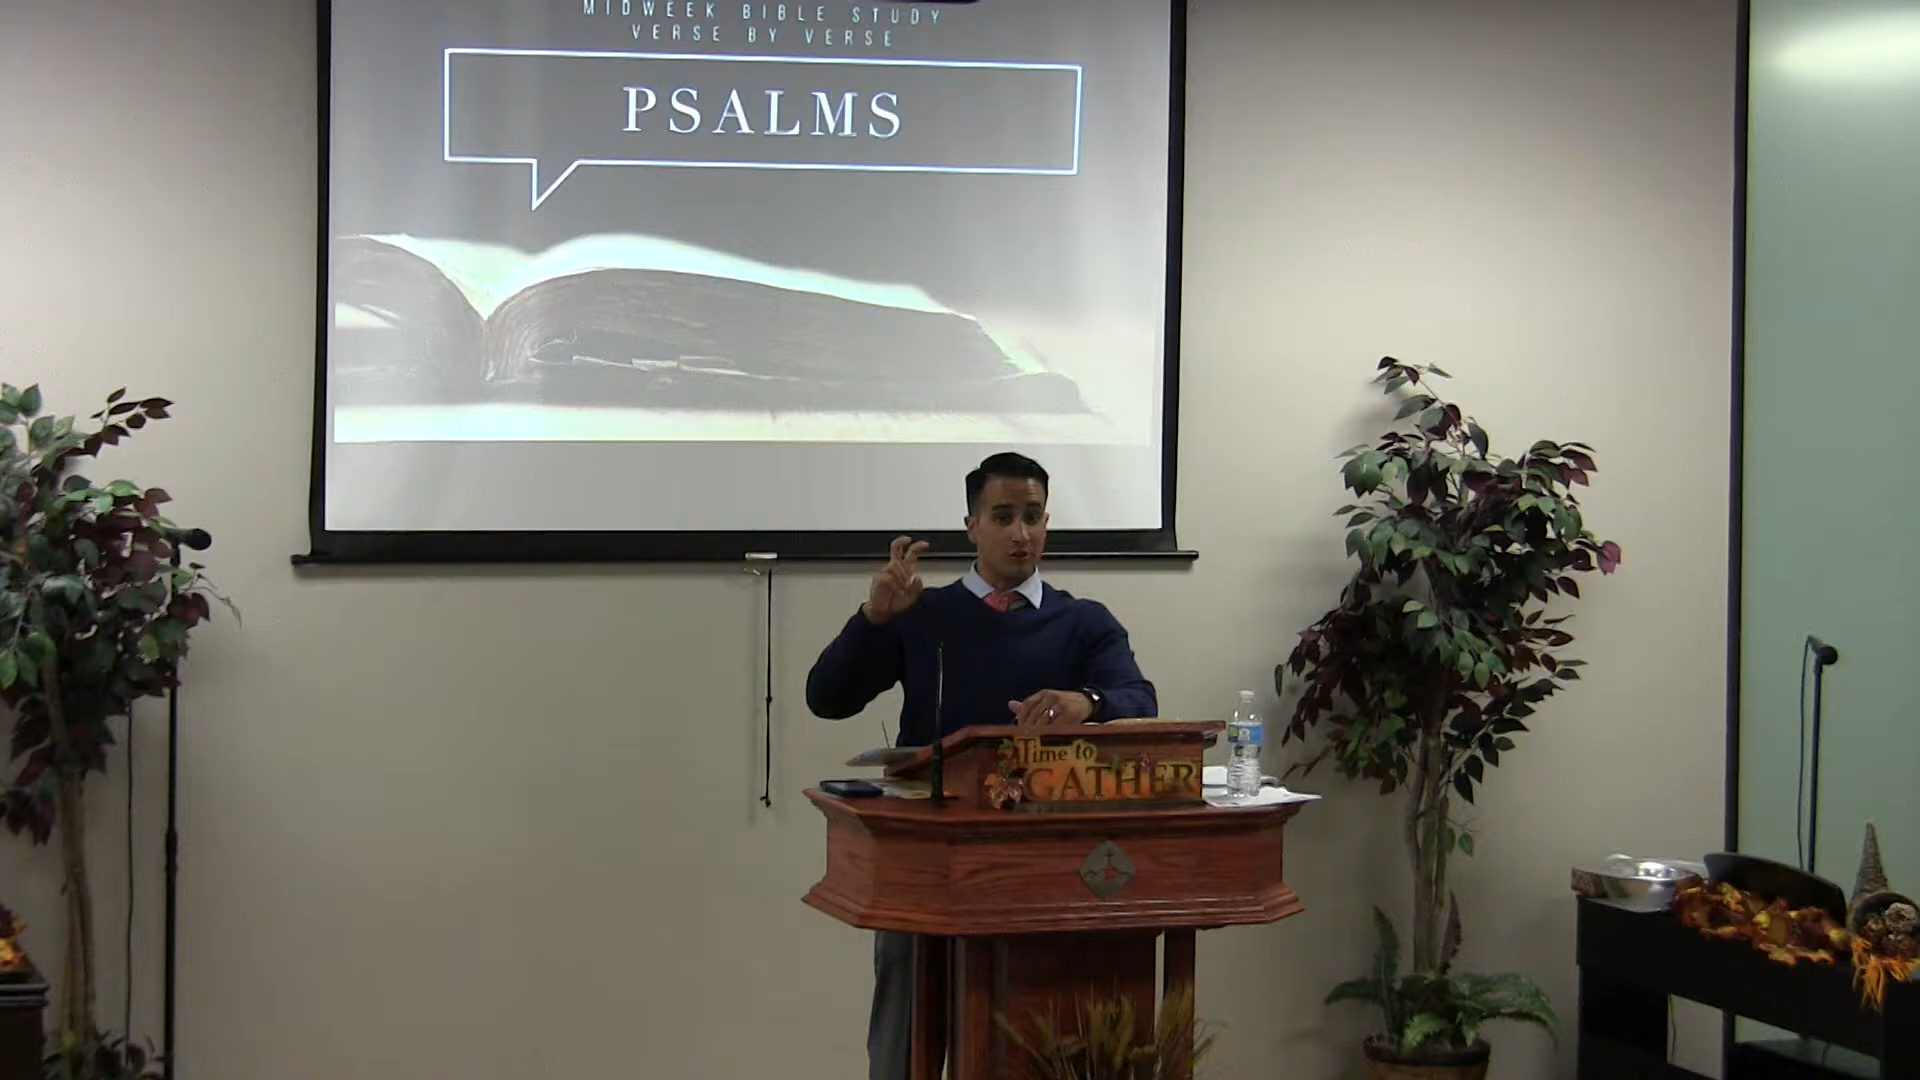 MIDWEEK BIBLE STUDY
VERSE BY VERSE
PSALMS
Time to
GATHER